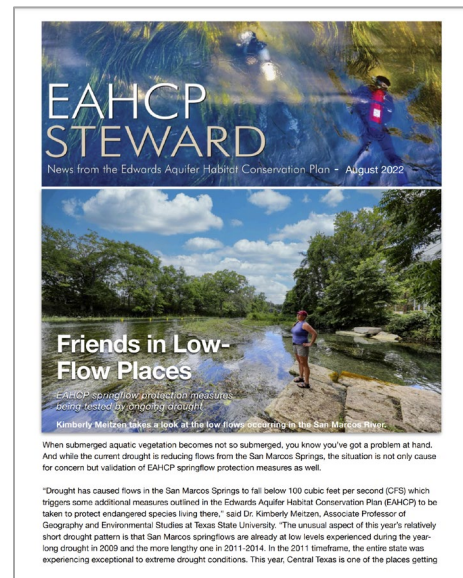 EAHCP
STEWARD
News from the Edwards Aquifer Habitat Conservation Plan - August 2022
Friends in Low-
Flow Places
EAHCP springflow protection measures
being tested by ongoing drought
Kimberly Meitzen takes a look at the low flows occurring in the San Marcos River.
When submerged aquatic vegetation becomes not so submerged, you know you've got a problem at hand.
And while the current drought is reducing flows from the San Marcos Springs, the situation is not only cause
for concern but validation of EAHCP springflow protection measures as well.
"Drought has caused flows in the San Marcos Springs to fall below 100 cubic feet per second (CFS) which
triggers some additional measures outlined in the Edwards Aquifer Habitat Conservation Plan (EAHCP) to be
taken to protect endangered species living there," said Dr. Kimberly Meitzen, Associate Professor of
Geography and Environmental Studies at Texas State University. "The unusual aspect of this year's relatively
short drought pattern is that San Marcos springflows are already at low levels experienced during the year-
long drought in 2009 and the more lengthy one in 2011-2014. In the 2011 timeframe, the entire state was
experiencing exceptional to extreme drought conditions. This year, Central Texas is one of the places getting